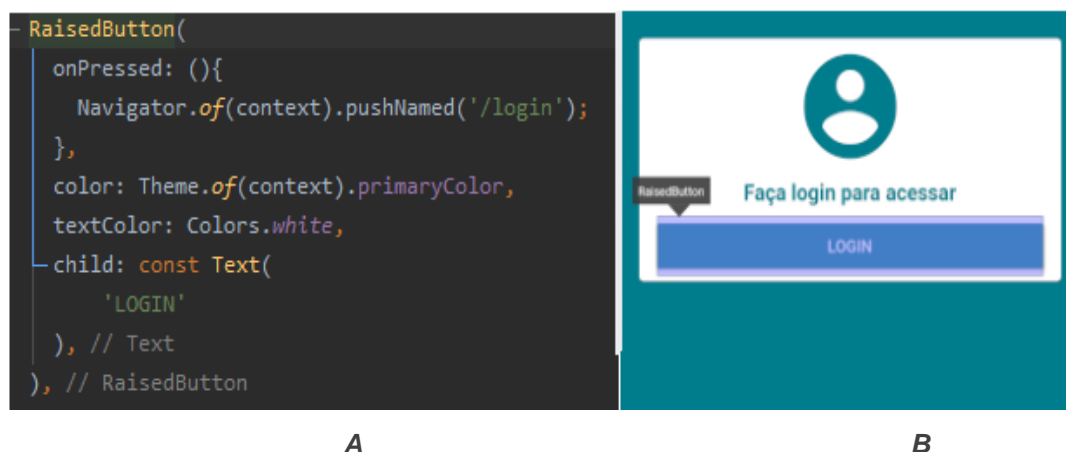 RaisedButton(
onPressed: (){
Navigator.of(context).pushNamed('/login');
},
color: Theme.of(context).primaryColor,
textColor: Colors.white,
child: const Text(
'LOGIN'
), // Text
), // RaisedButton
RaisedButton
Faça login para acessar
LOGIN
A
B